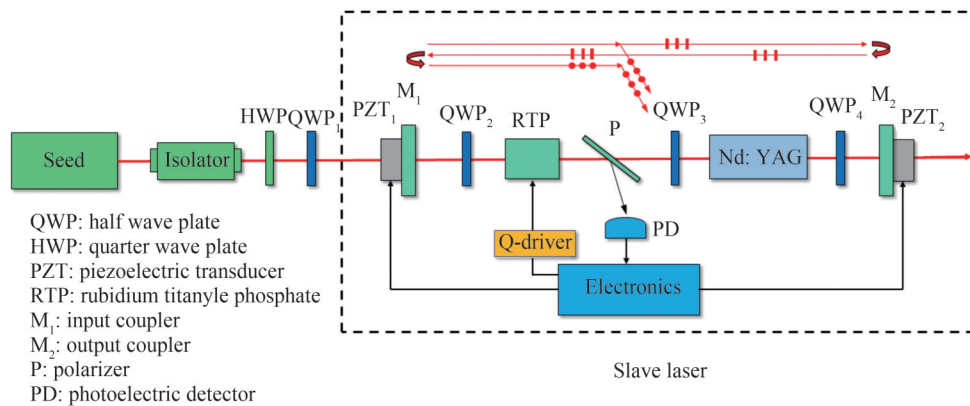 Seed
Isolator
HWP
QWP1
PZT1
M1
QWP2
RTP
P
QWP3
Nd: YAG
QWP4
M2
PZT2
PD
Q-driver
Electronics
Slave laser
QWP: half wave plate
HWP: quarter wave plate
PZT: piezoelectric transducer
RTP: rubidium titanyle phosphate
M1: input coupler
M2: output coupler
P: polarizer
PD: photoelectric detector